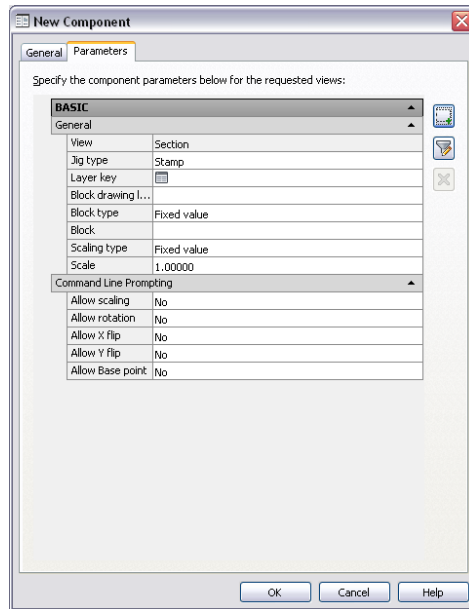 New Component
General Parameters
Specify the component parameters below for the requested views:
BASIC
General
View Section
Jig type Stamp
Layer key
Block drawing l...
Block type Fixed value
Block
Scaling type Fixed value
Scale 1.00000
Command Line Prompting
Allow scaling No
Allow rotation No
Allow X flip No
Allow Y flip No
Allow Base point No
OK Cancel Help